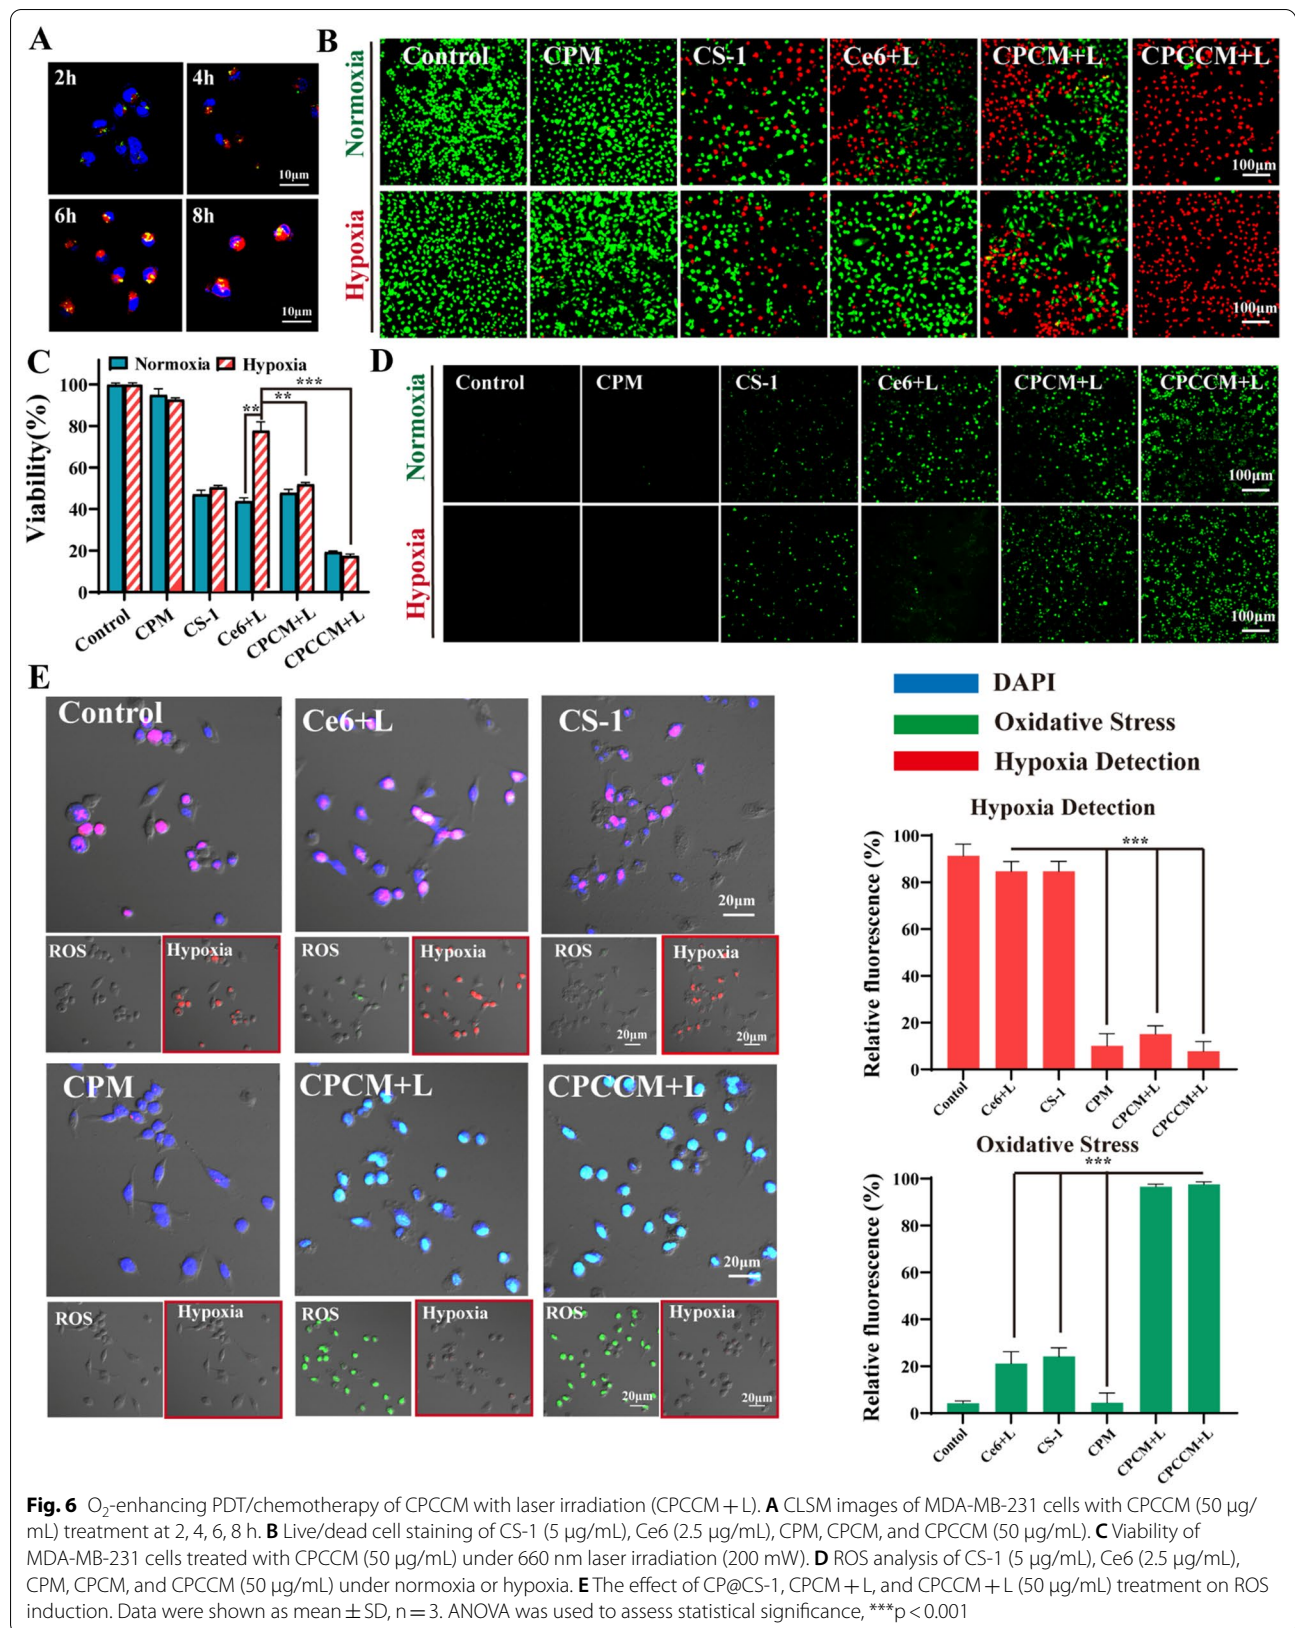 A
2h
4h
10μm
6h
8h
10μm
B
Normoxia
Hypoxia
Control
CPM
CS-1
Ce6+L
CPCM+L
CPCCM+L
100μm
100μm
C
Normoxia
Hypoxia
Viability(%)
100
80
60
40
20
0
**
**
***
Control
CPM
CS-1
Ce6+L
CPCM+L
CPCCM+L
D
Normoxia
Hypoxia
Control
CPM
CS-1
Ce6+L
CPCM+L
CPCCM+L
100μm
100μm
E
Control
Ce6+L
CS-1
20μm
ROS
Hypoxia
ROS
Hypoxia
ROS
20μm
Hypoxia
20μm
CPM
CPCM+L
CPCCM+L
20μm
ROS
Hypoxia
ROS
Hypoxia
ROS
20μm
Hypoxia
20μm
DAPI
Oxidative Stress
Hypoxia Detection
Hypoxia Detection
Relative fluorescence (%)
100
80
60
40
20
0
***
Contol
Ce6+L
CS-1
CPM
CPCM+L
CPCCM+L
Oxidative Stress
Relative fluorescence (%)
100
80
60
40
20
0
***
Contol
Ce6+L
CS-1
CPM
CPCM+L
CPCCM+L
Fig. 6 O₂-enhancing PDT/chemotherapy of CPCCM with laser irradiation (CPCCM + L). A CLSM images of MDA-MB-231 cells with CPCCM (50 μg/
mL) treatment at 2, 4, 6, 8 h. B Live/dead cell staining of CS-1 (5 μg/mL), Ce6 (2.5 μg/mL), CPM, CPCM, and CPCCM (50 μg/mL). C Viability of
MDA-MB-231 cells treated with CPCCM (50 μg/mL) under 660 nm laser irradiation (200 mW). D ROS analysis of CS-1 (5 μg/mL), Ce6 (2.5 μg/mL),
CPM, CPCM, and CPCCM (50 μg/mL) under normoxia or hypoxia. E The effect of CP@CS-1, CPCM + L, and CPCCM + L (50 μg/mL) treatment on ROS
induction. Data were shown as mean ± SD, n = 3. ANOVA was used to assess statistical significance, ***p < 0.001